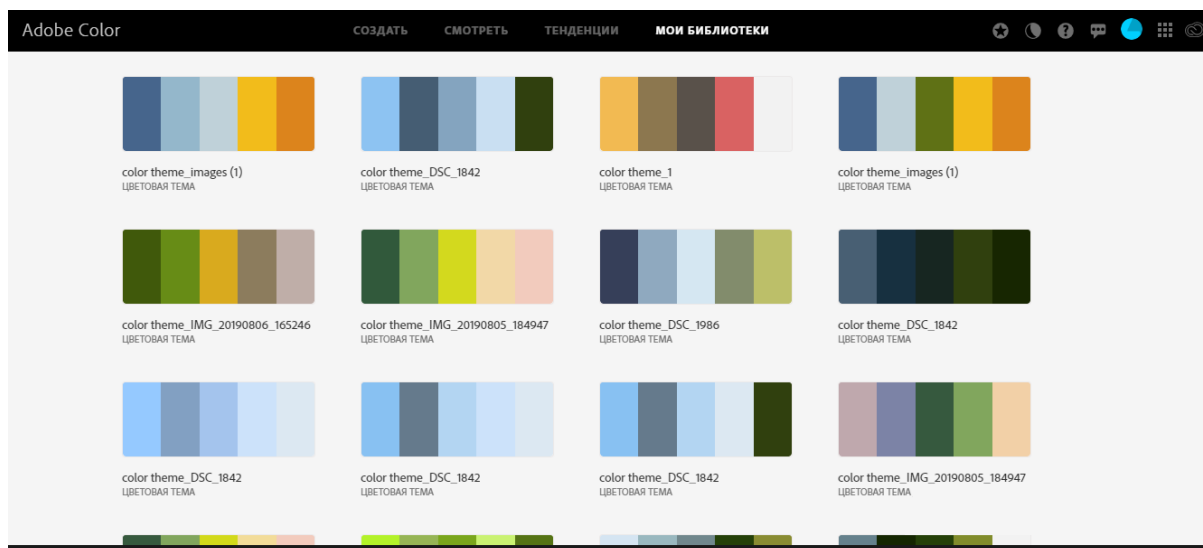 Adobe Color
СОЗДАТЬ СМОТРЕТЬ ТЕНДЕНЦИИ МОИ БИБЛИОТЕКИ
color theme_images (1) color theme_DSC_1842 color theme_1 color theme_images (1)
ЦВЕТОВАЯ ТЕМА ЦВЕТОВАЯ ТЕМА ЦВЕТОВАЯ ТЕМА ЦВЕТОВАЯ ТЕМА
color theme_IMG_20190806_165246 color theme_IMG_20190805_184947 color theme_DSC_1986 color theme_DSC_1842
ЦВЕТОВАЯ ТЕМА ЦВЕТОВАЯ ТЕМА ЦВЕТОВАЯ ТЕМА ЦВЕТОВАЯ ТЕМА
color theme_DSC_1842 color theme_DSC_1842 color theme_DSC_1842 color theme_IMG_20190805_184947
ЦВЕТОВАЯ ТЕМА ЦВЕТОВАЯ ТЕМА ЦВЕТОВАЯ ТЕМА ЦВЕТОВАЯ ТЕМА